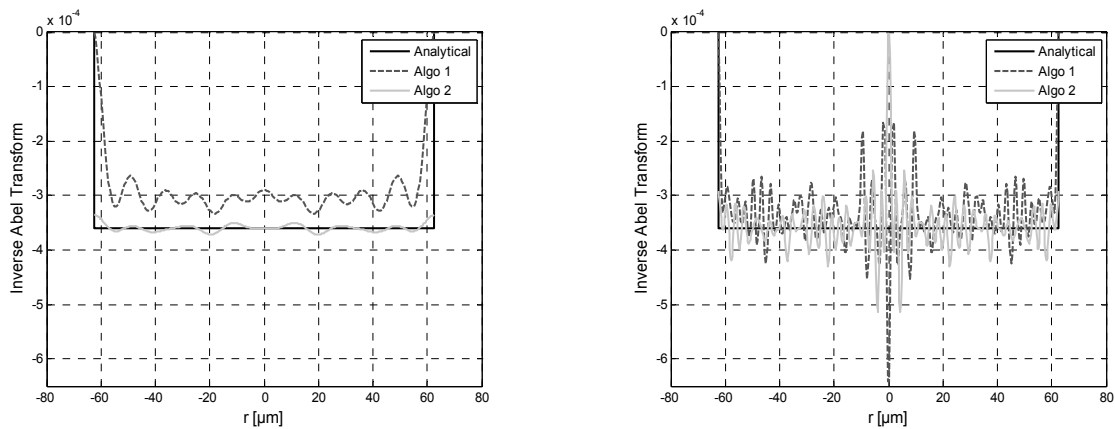 x 10⁻⁴
0
-1
-2
-3
-4
-5
-6
Inverse Abel Transform
-80 -60 -40 -20 0 20 40 60 80
r [µm]
Analytical
Algo 1
Algo 2
x 10⁻⁴
0
-1
-2
-3
-4
-5
-6
Inverse Abel Transform
-80 -60 -40 -20 0 20 40 60 80
r [µm]
Analytical
Algo 1
Algo 2